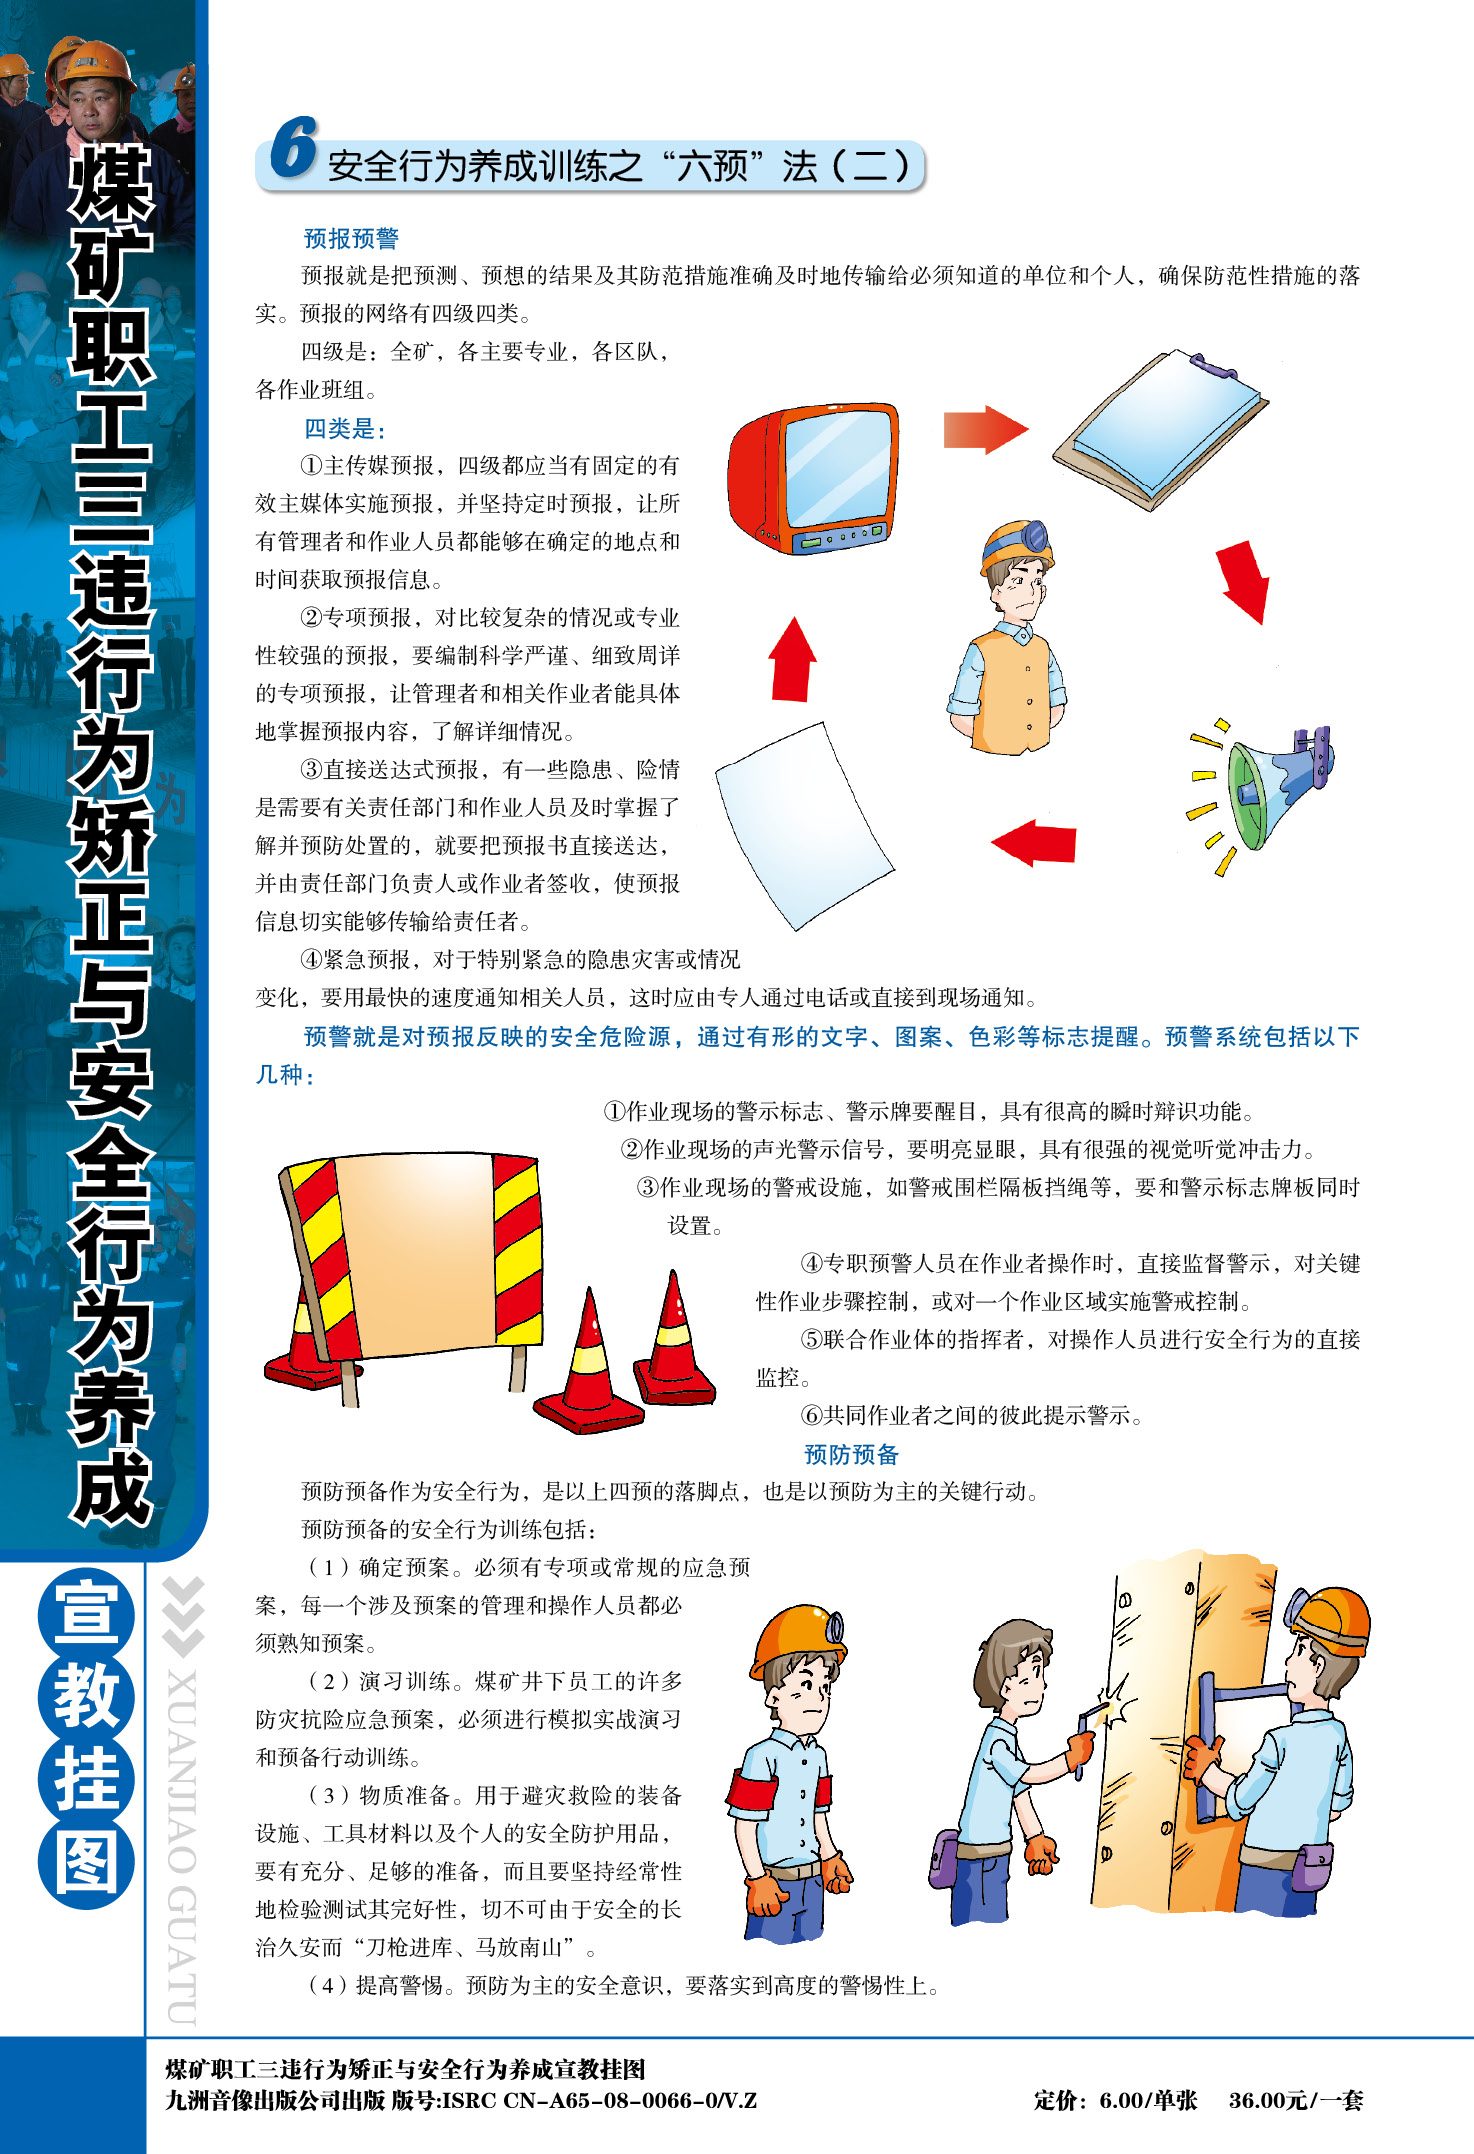 煤矿职工三违行为矫正与安全行为养成
宣教挂图
XUANJIAO GUATU
6 安全行为养成训练之“六预”法（二）
预报预警
预报就是把预测、预想的结果及其防范措施准确及时地传输给必须知道的单位和个人，确保防范性措施的落
实。预报的网络有四级四类。
四级是：全矿，各主要专业，各区队，
各作业班组。
四类是：
①主传媒预报，四级都应当有固定的有
效主媒体实施预报，并坚持定时预报，让所
有管理者和作业人员都能够在确定的地点和
时间获取预报信息。
②专项预报，对比较复杂的情况或专业
性较强的预报，要编制科学严谨、细致周详
的专项预报，让管理者和相关作业者能具体
地掌握预报内容，了解详细情况。
③直接送达式预报，有一些隐患、险情
是需要有关责任部门和作业人员及时掌握了
解并预防处置的，就要把预报书直接送达，
并由责任部门负责人或作业者签收，使预报
信息切实能够传输给责任者。
④紧急预报，对于特别紧急的隐患灾害或情况
变化，要用最快的速度通知相关人员，这时应由专人通过电话或直接到现场通知。
预警就是对预报反映的安全危险源，通过有形的文字、图案、色彩等标志提醒。预警系统包括以下
几种：
①作业现场的警示标志、警示牌要醒目，具有很高的瞬时辩识功能。
②作业现场的声光警示信号，要明亮显眼，具有很强的视觉听觉冲击力。
③作业现场的警戒设施，如警戒围栏隔板挡绳等，要和警示标志牌板同时
设置。
④专职预警人员在作业者操作时，直接监督警示，对关键
性作业步骤控制，或对一个作业区域实施警戒控制。
⑤联合作业体的指挥者，对操作人员进行安全行为的直接
监控。
⑥共同作业者之间的彼此提示警示。
预防预备
预防预备作为安全行为，是以上四预的落脚点，也是以预防为主的关键行动。
预防预备的安全行为训练包括：
（1）确定预案。必须有专项或常规的应急预
案，每一个涉及预案的管理和操作人员都必
须熟知预案。
（2）演习训练。煤矿井下员工的许多
防灾抗险应急预案，必须进行模拟实战演习
和预备行动训练。
（3）物质准备。用于避灾救险的装备
设施、工具材料以及个人的安全防护用品，
要有充分、足够的准备，而且要坚持经常性
地检验测试其完好性，切不可由于安全的长
治久安而“刀枪进库、马放南山”。
（4）提高警惕。预防为主的安全意识，要落实到高度的警惕性上。
煤矿职工三违行为矫正与安全行为养成宣教挂图
九洲音像出版公司出版 版号:ISRC CN-A65-08-0066-0/V.Z
定价：6.00/单张 36.00元/一套